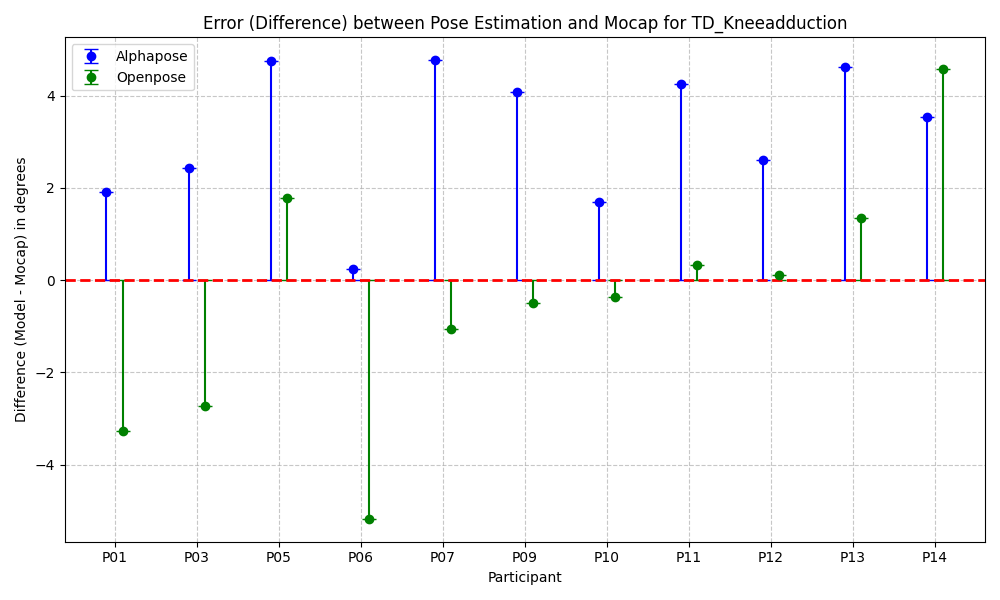 Error (Difference) between Pose Estimation and Mocap for TD_Kneeadduction
Alphapose
Openpose
Difference (Model - Mocap) in degrees
4
2
0
−2
−4
P01 P03 P05 P06 P07 P09 P10 P11 P12 P13 P14
Participant